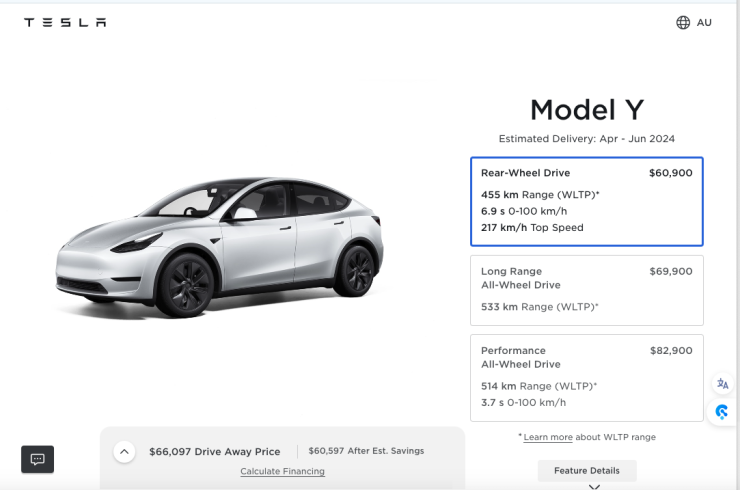 TESLA
AU
Model Y
Estimated Delivery: Apr - Jun 2024
Rear-Wheel Drive $60,900
455 km Range (WLTP)*
6.9 s 0-100 km/h
217 km/h Top Speed
Long Range $69,900
All-Wheel Drive
533 km Range (WLTP)*
Performance $82,900
All-Wheel Drive
514 km Range (WLTP)*
3.7 s 0-100 km/h
*Learn more about WLTP range
$66,097 Drive Away Price $60,597 After Est. Savings
Calculate Financing
Feature Details